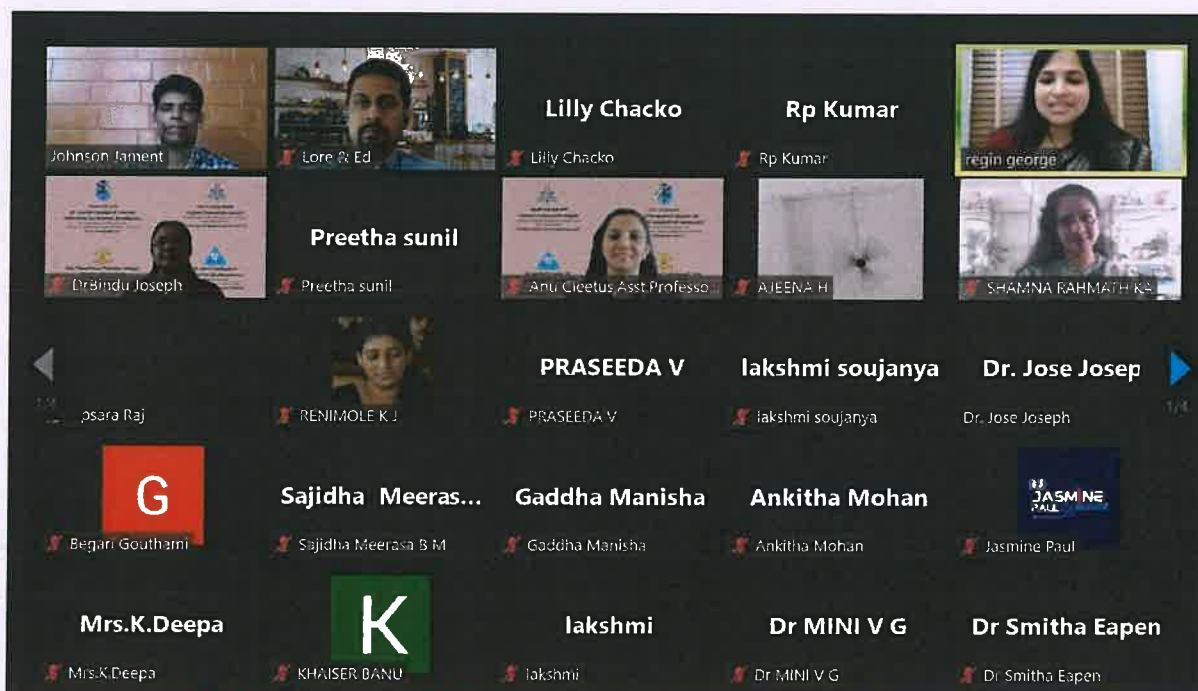 Johnson Jament
Lore & Ed
Lilly Chacko
Lilly Chacko
Rp Kumar
Rp Kumar
regin george
DrBindu Joseph
Preetha sunil
Preetha sunil
Anu Cleetus Asst.Professo...
AJEENA H
SHAMNA RAHMATH KA
psara Raj
RENIMOLE K J
PRASEEDA V
PRASEEDA V
lakshmi soujanya
lakshmi soujanya
Dr. Jose Josep
Dr. Jose Joseph
1/4
G
Begari Gouthami
Sajidha Meeras...
Sajidha Meerasa B M
Gaddha Manisha
Gaddha Manisha
Ankitha Mohan
Ankitha Mohan
JASMINE
PAUL
Jasmine Paul
Mrs.K.Deepa
Mrs.K.Deepa
K
KHAISER BANU
lakshmi
lakshmi
Dr MINI V G
Dr MINI V G
Dr Smitha Eapen
Dr Smitha Eapen